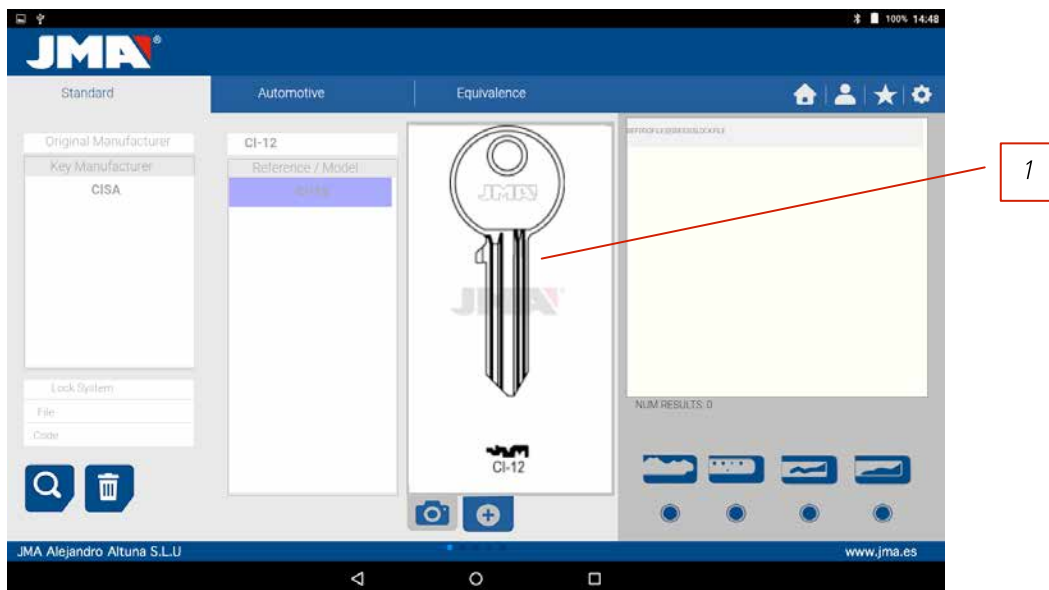 100% 14:48
JMA®
Standard
Automotive
Equivalence
Original Manufacturer
Key Manufacturer
CISA
CI-12
Reference / Model
JMA
JMA
CI-12
Lock System
File
Code
NUM RESULTS: 0
1
JMA Alejandro Altuna S.L.U
www.jma.es